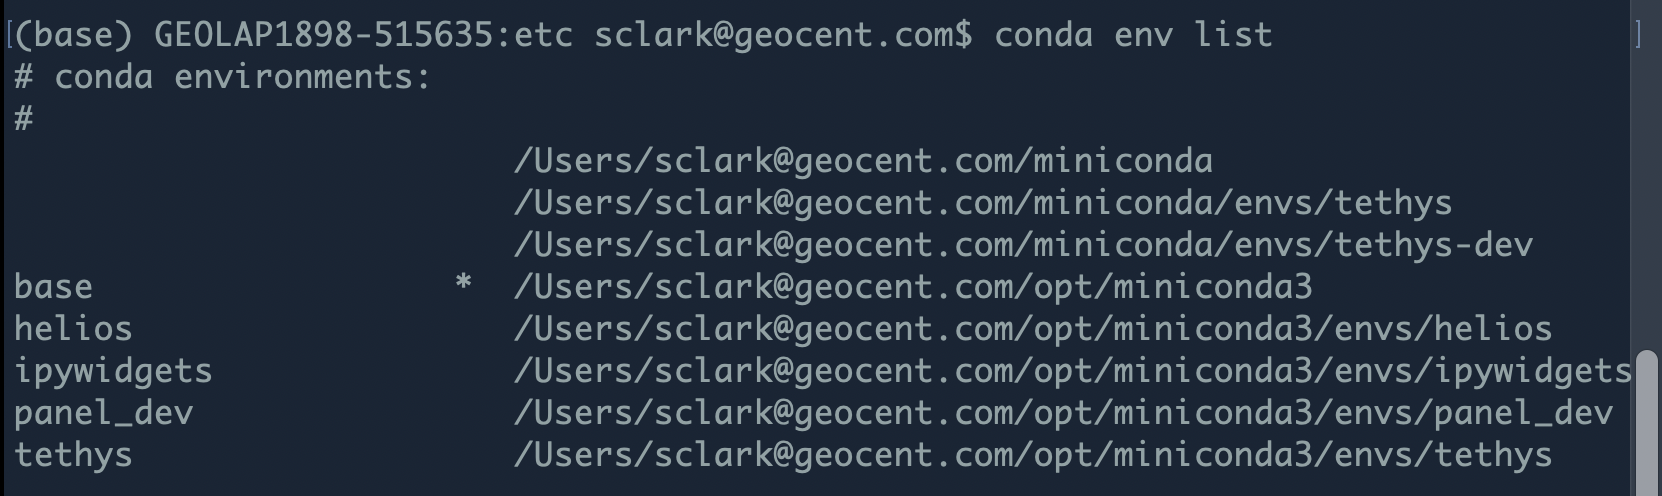 [(base) GEOLAP1898-515635:etc sclark@geocent.com$ conda env list ]
# conda environments:
#
/Users/sclark@geocent.com/miniconda
/Users/sclark@geocent.com/miniconda/envs/tethys
/Users/sclark@geocent.com/miniconda/envs/tethys-dev
base * /Users/sclark@geocent.com/opt/miniconda3
helios /Users/sclark@geocent.com/opt/miniconda3/envs/helios
ipywidgets /Users/sclark@geocent.com/opt/miniconda3/envs/ipywidgets
panel_dev /Users/sclark@geocent.com/opt/miniconda3/envs/panel_dev
tethys /Users/sclark@geocent.com/opt/miniconda3/envs/tethys